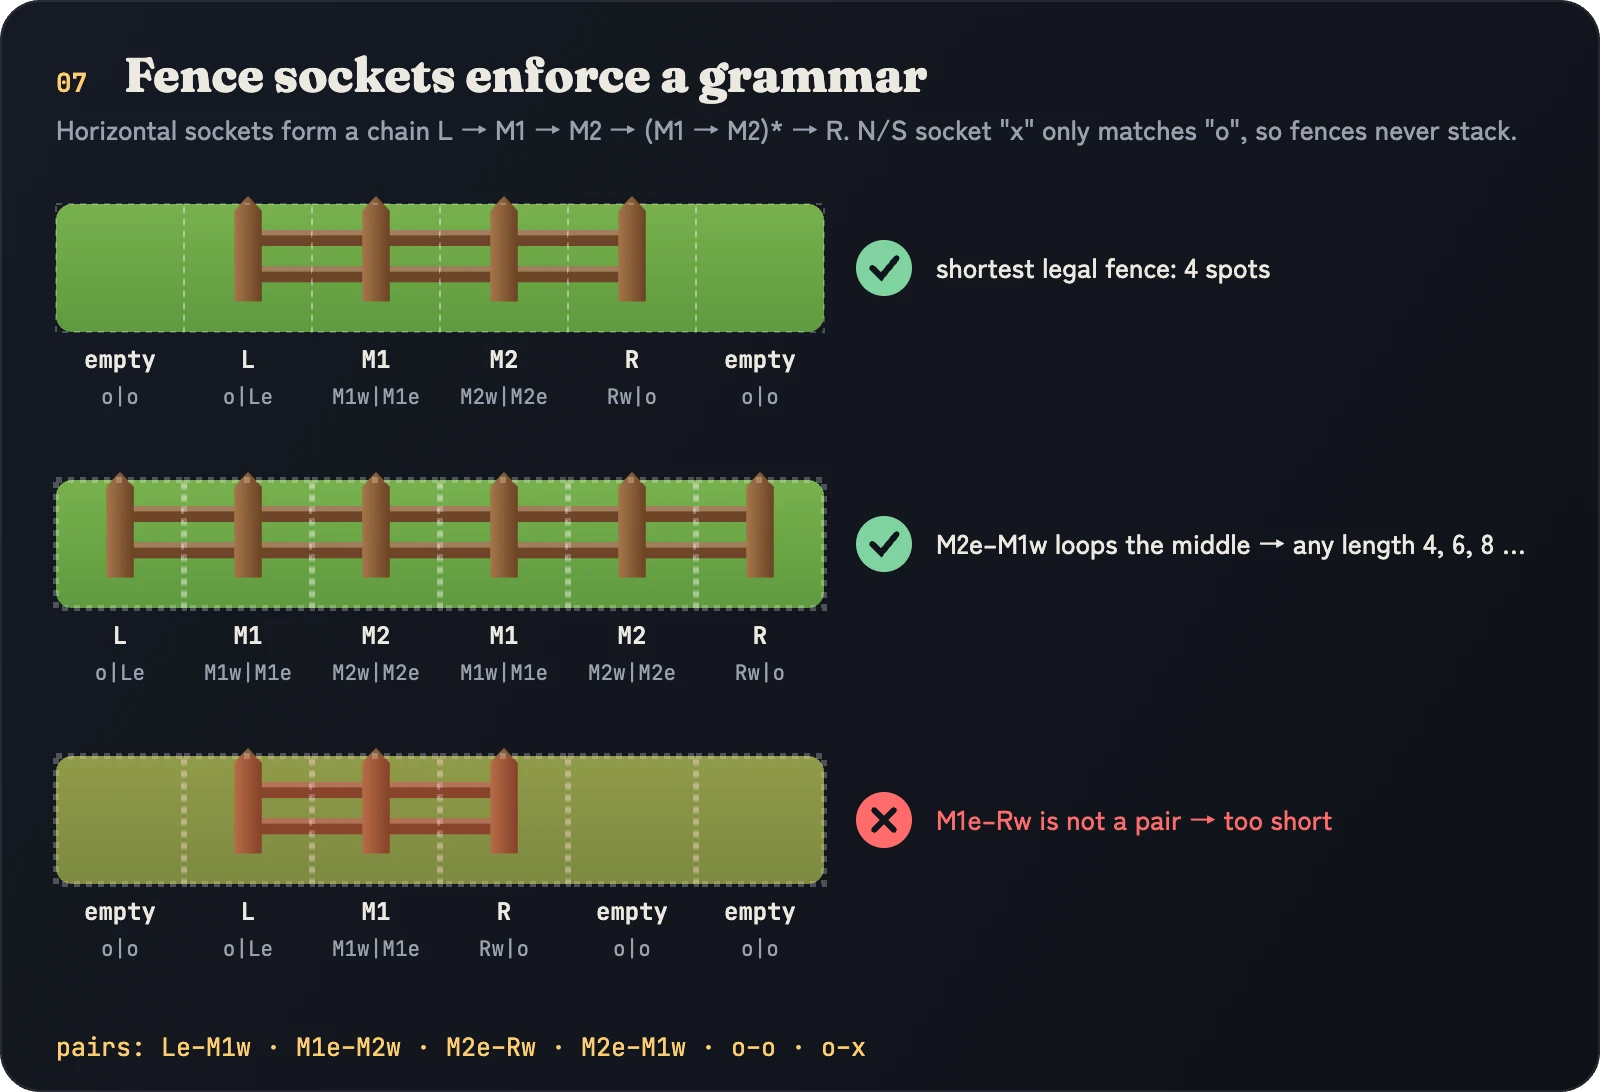 07 Fence sockets enforce a grammar
Horizontal sockets form a chain L → M1 → M2 → (M1 → M2)* → R. N/S socket "x" only matches "o", so fences never stack.
shortest legal fence: 4 spots
empty L M1 M2 R empty
o|o o|Le M1w|M1e M2w|M2e Rw|o o|o
M2e–M1w loops the middle → any length 4, 6, 8 ...
L M1 M2 M1 M2 R
o|Le M1w|M1e M2w|M2e M1w|M1e M2w|M2e Rw|o
M1e–Rw is not a pair → too short
empty L M1 R empty empty
o|o o|Le M1w|M1e Rw|o o|o o|o
pairs: Le–M1w · M1e–M2w · M2e–Rw · M2e–M1w · o–o · o–x